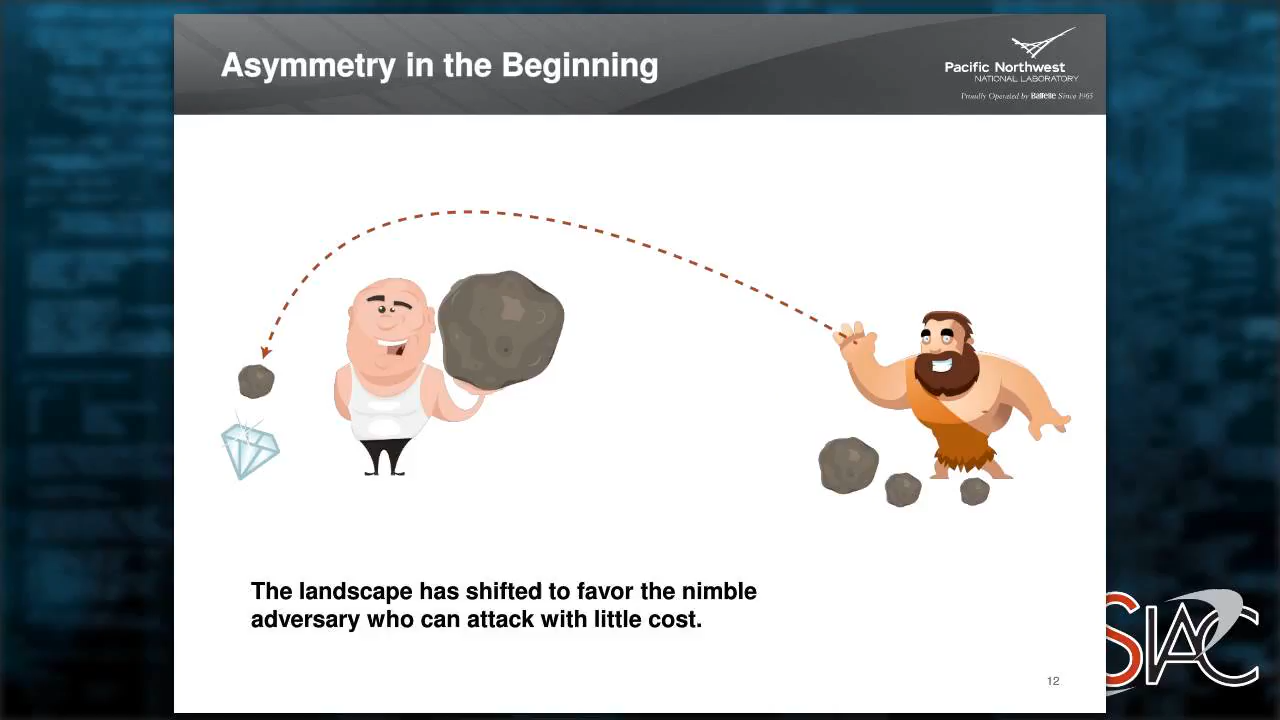 Asymmetry in the Beginning
Pacific Northwest
NATIONAL LABORATORY
Proudly Operated by Battelle Since 1965
The landscape has shifted to favor the nimble
adversary who can attack with little cost.
12
SIAC